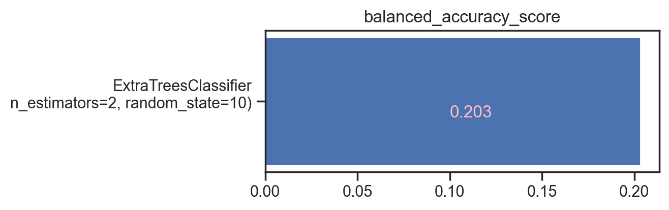 balanced_accuracy_score
ExtraTreesClassifier
n_estimators=2, random_state=10)
0.203
0.00 0.05 0.10 0.15 0.20